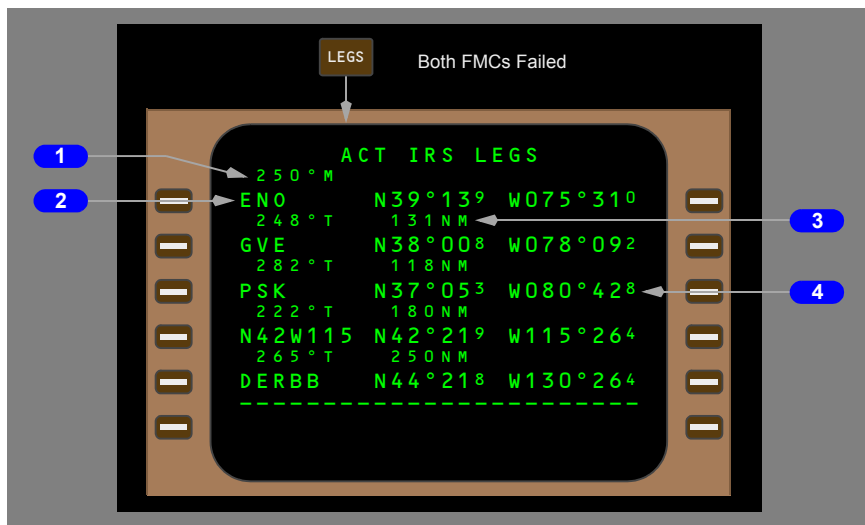 LEGS
Both FMCs Failed
ACT IRS LEGS
1
250°M
2
ENO N39°139 W075°310
248°T 131NM
3
GVE N38°008 W078°092
282°T 118NM
PSK N37°053 W080°428
4
222°T 180NM
N42W115 N42°219 W115°264
265°T 250NM
DERBB N44°218 W130°264
------------------------